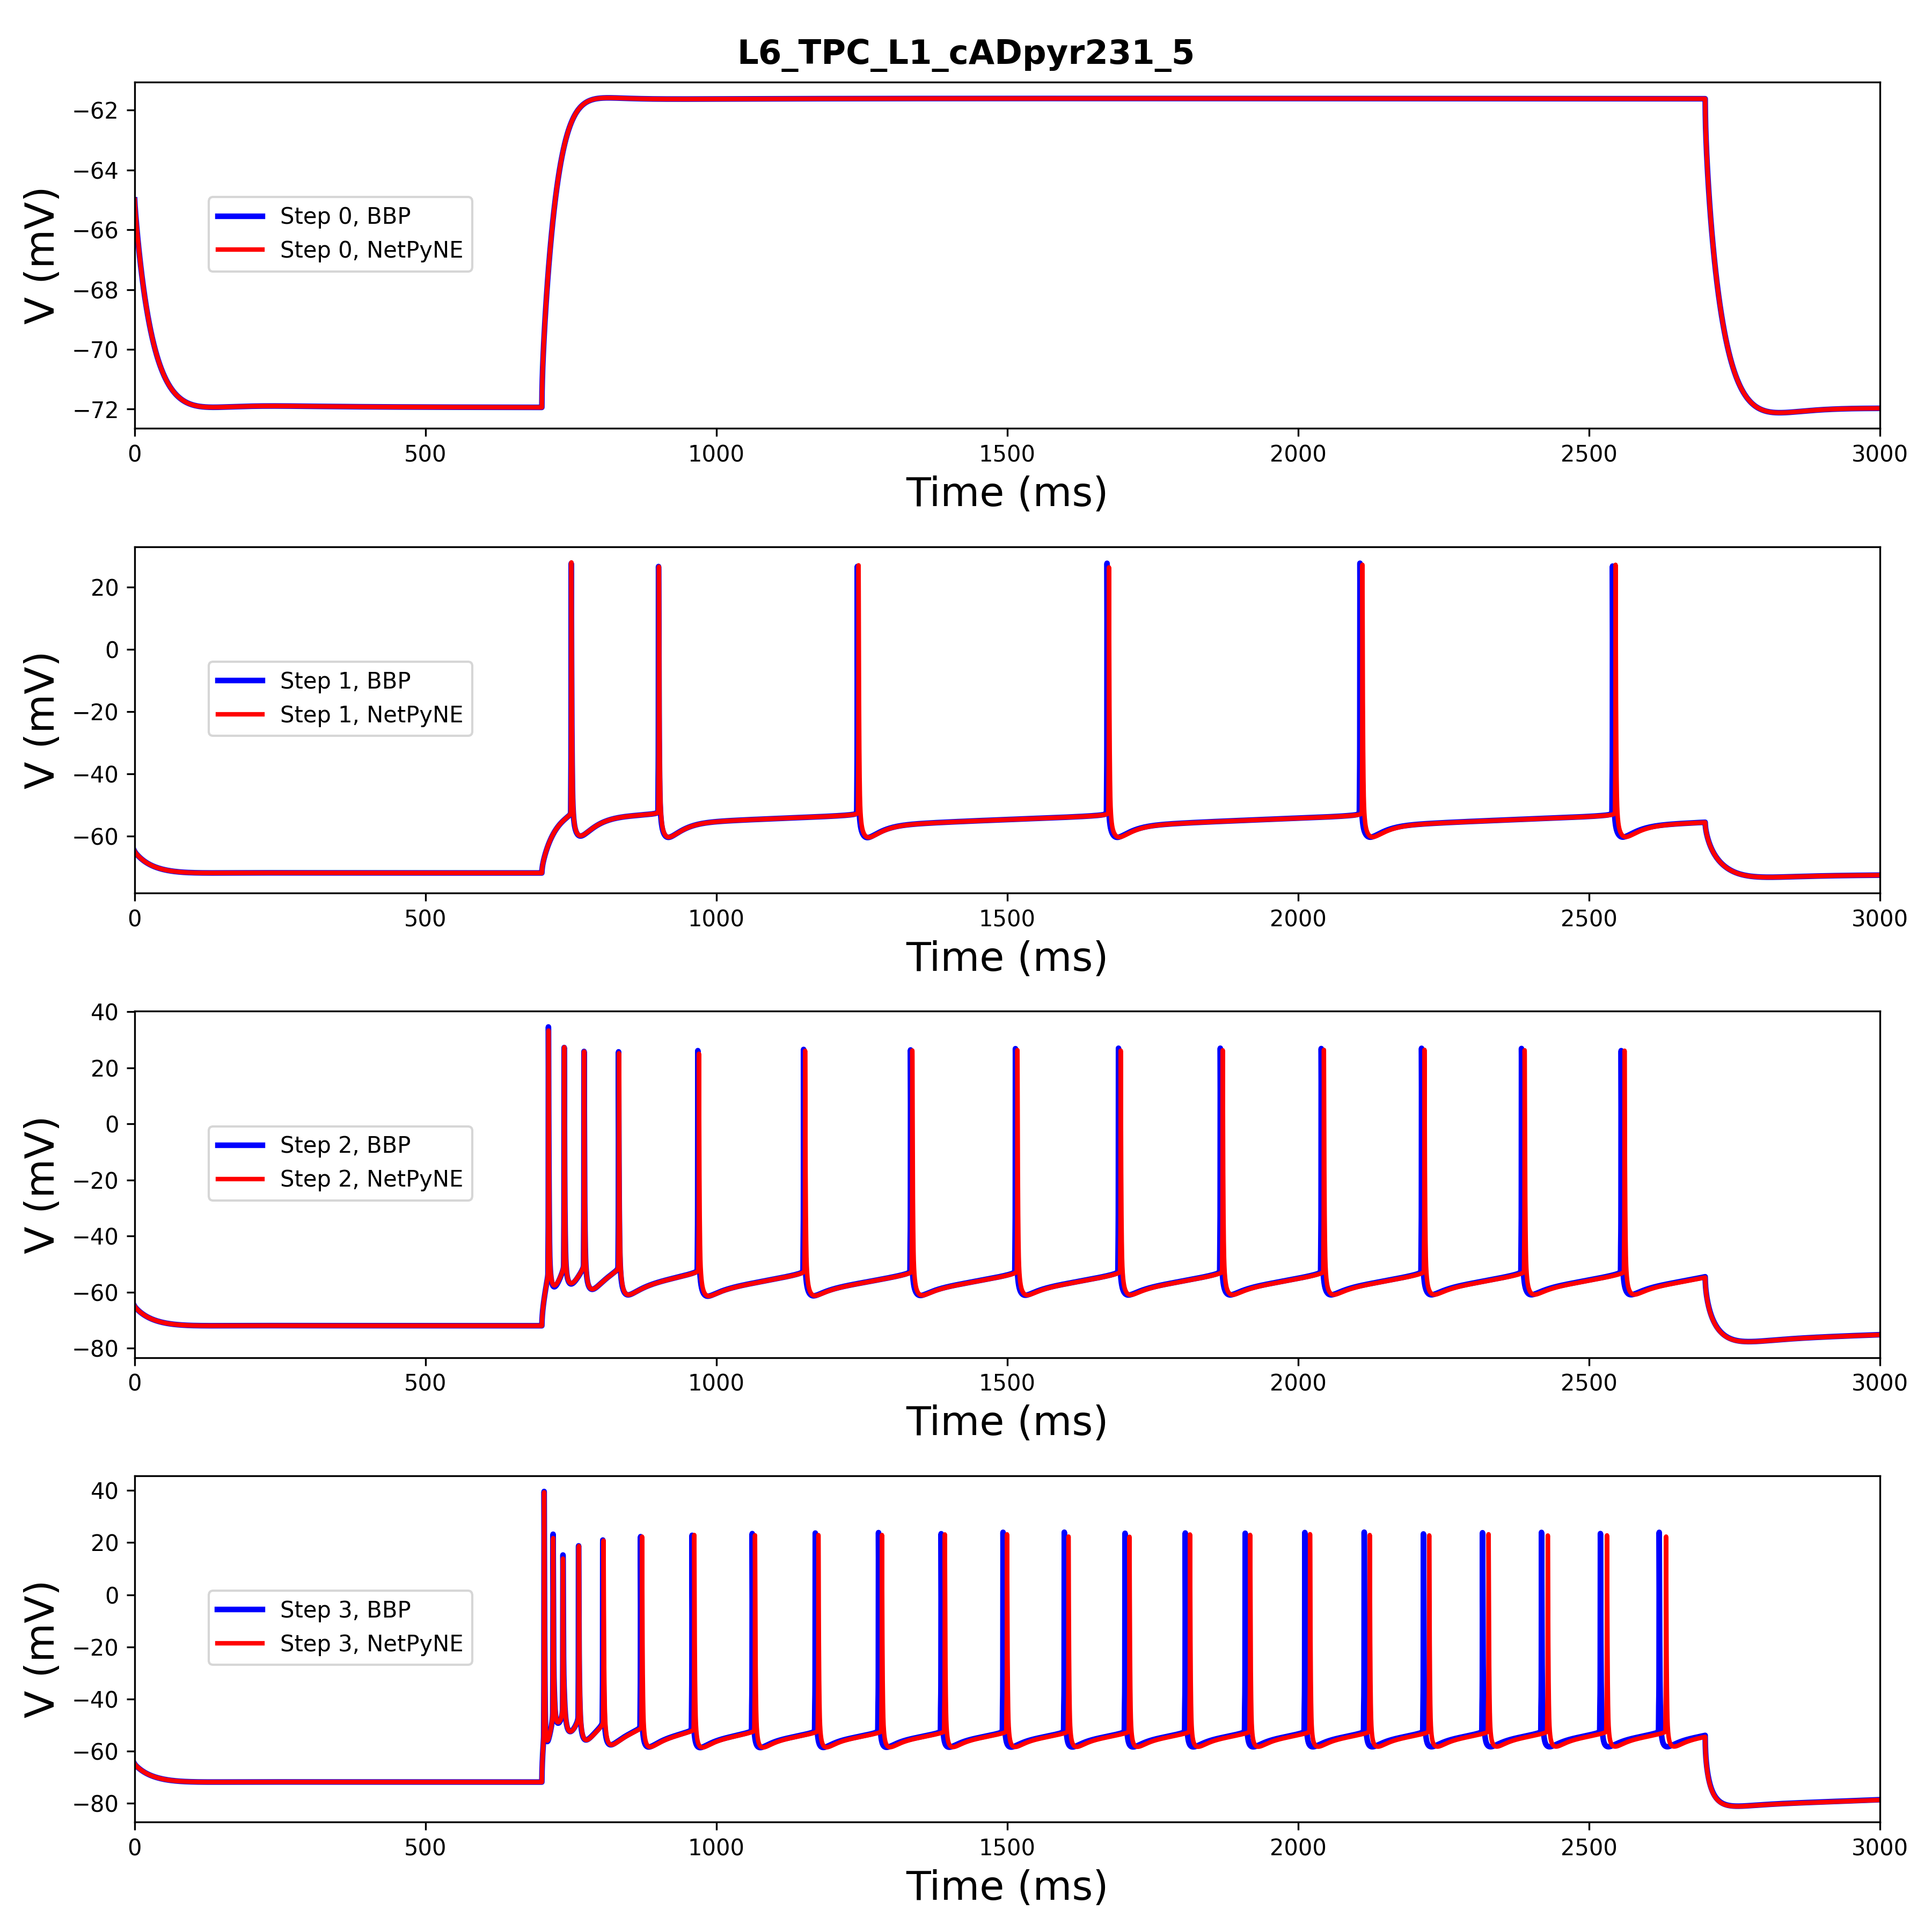 L6_TPC_L1_cADpyr231_5
−62
−64
−66
−68
−70
−72
V (mV)
Step 0, BBP
Step 0, NetPyNE
0 500 1000 1500 2000 2500 3000
Time (ms)
20
0
−20
−40
−60
V (mV)
Step 1, BBP
Step 1, NetPyNE
0 500 1000 1500 2000 2500 3000
Time (ms)
40
20
0
−20
−40
−60
−80
V (mV)
Step 2, BBP
Step 2, NetPyNE
0 500 1000 1500 2000 2500 3000
Time (ms)
40
20
0
−20
−40
−60
−80
V (mV)
Step 3, BBP
Step 3, NetPyNE
0 500 1000 1500 2000 2500 3000
Time (ms)